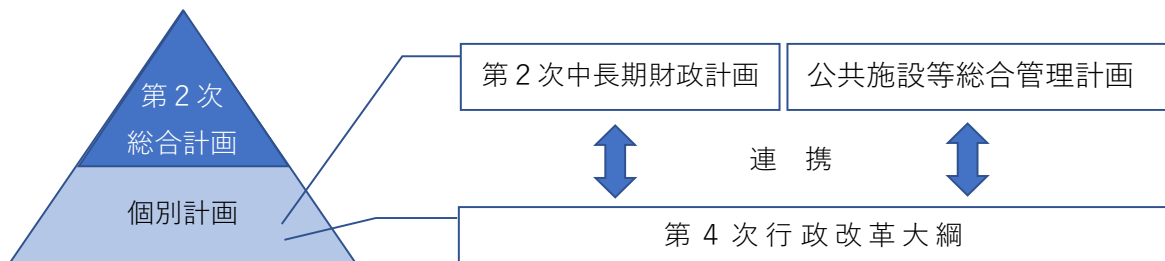 第２次
総合計画
個別計画
第２次中長期財政計画
公共施設等総合管理計画
連　携
第４次行政改革大綱